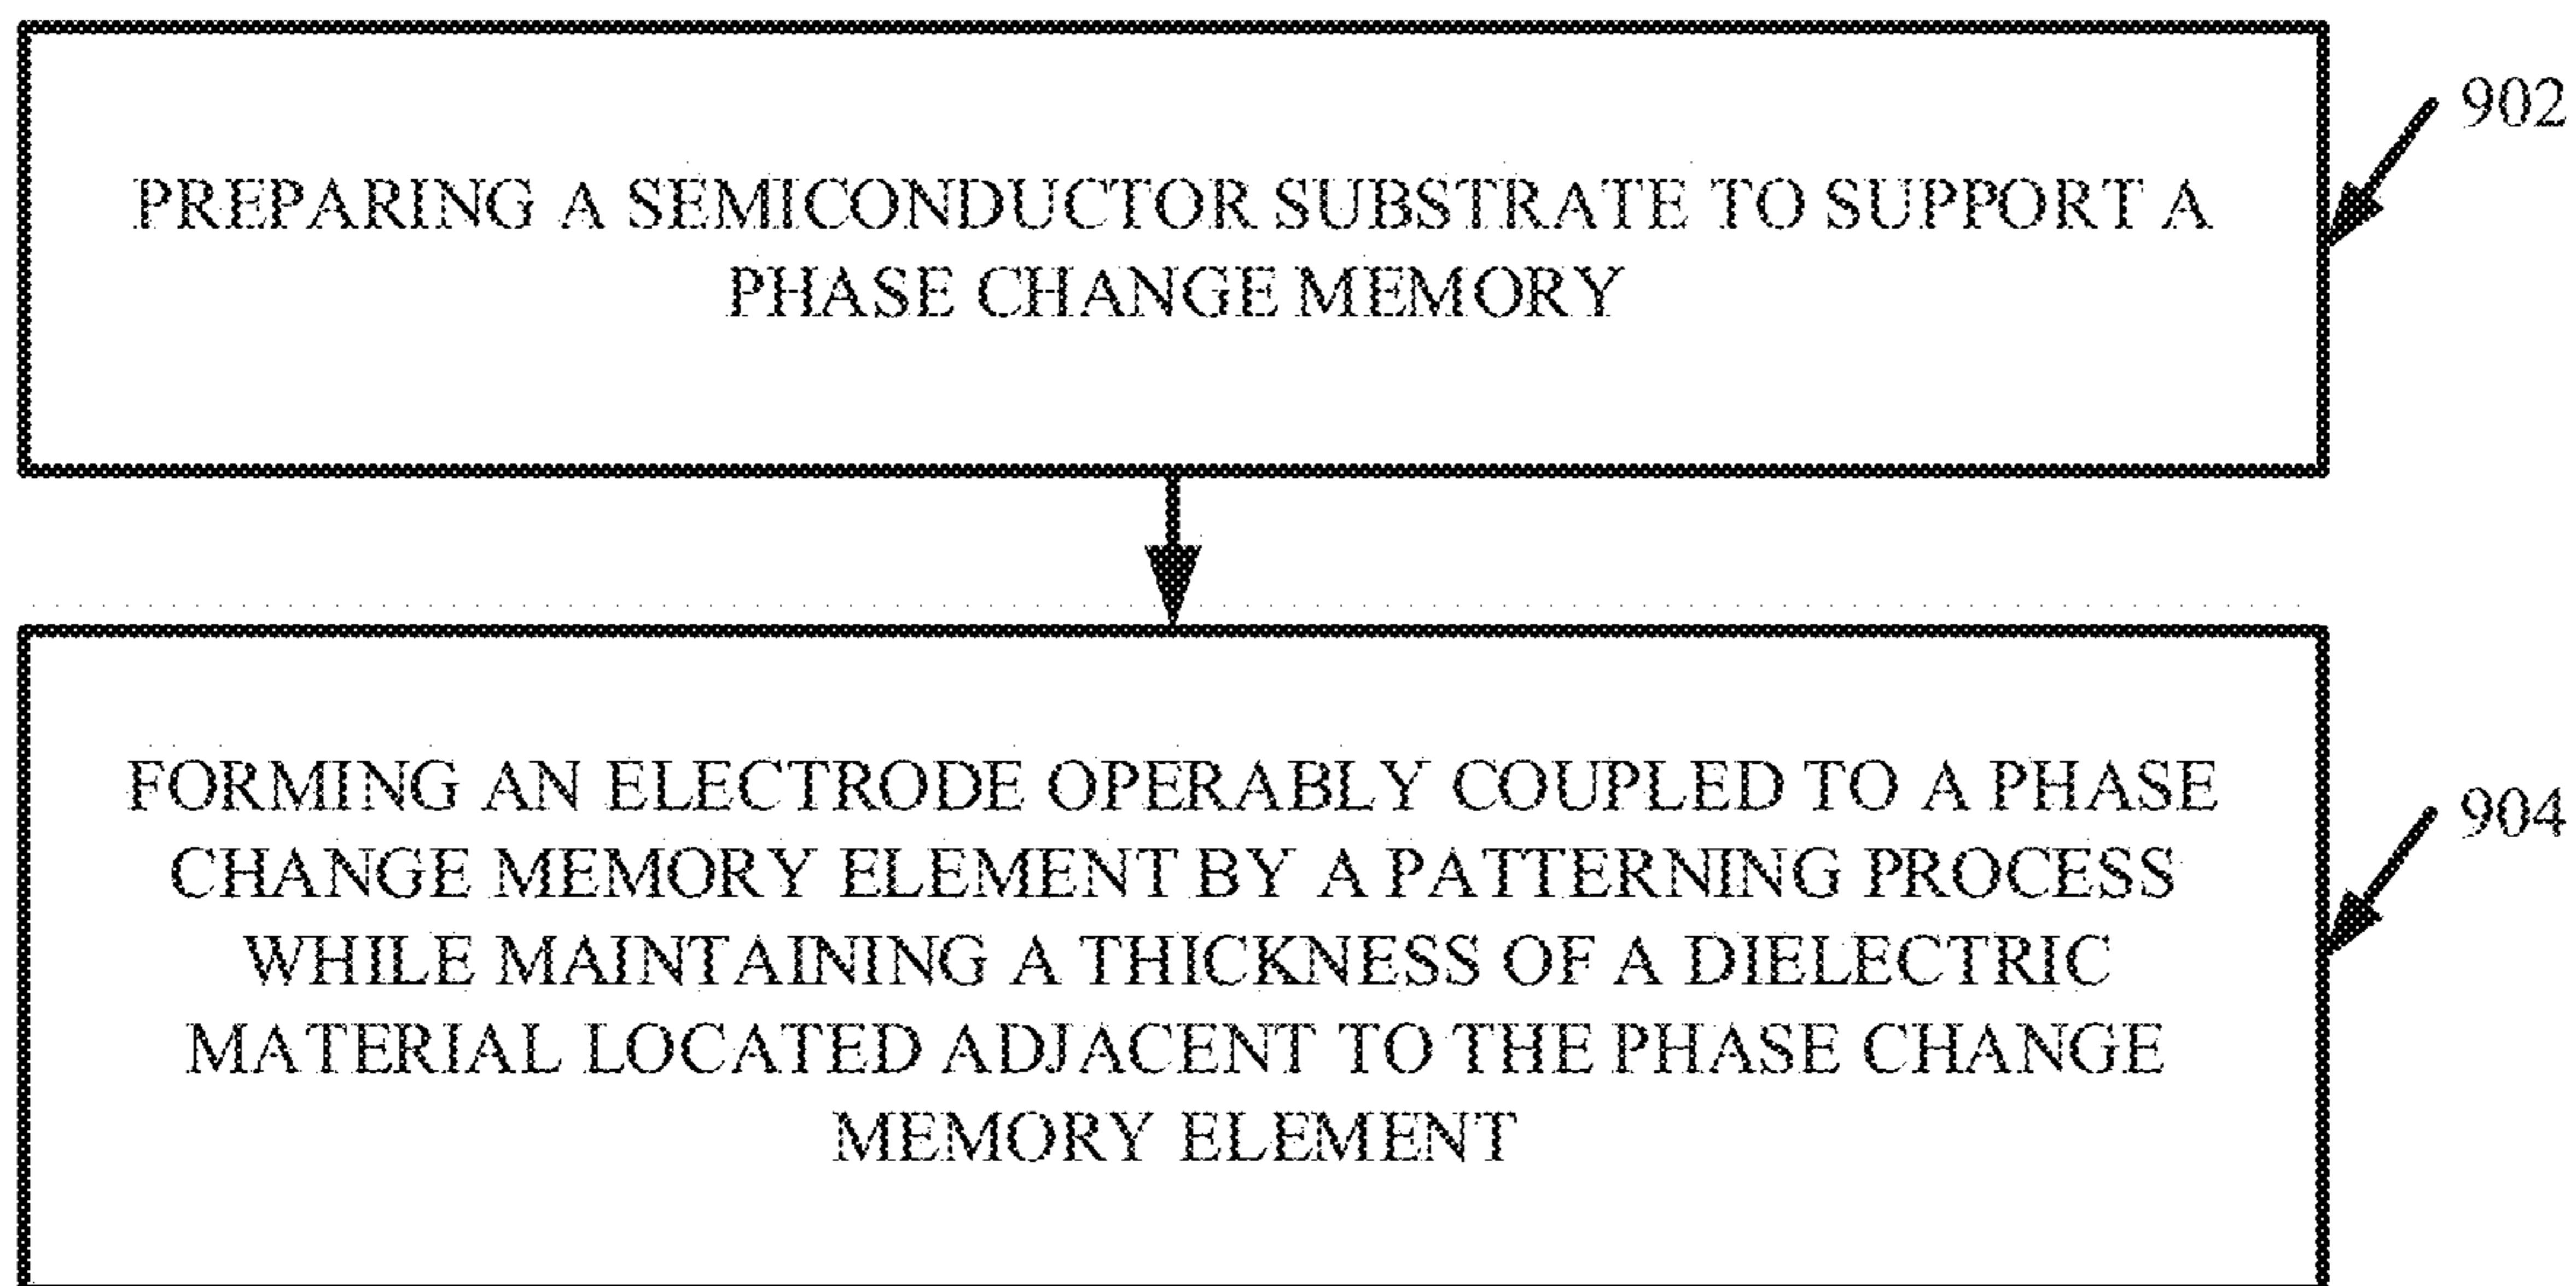 902
PREPARING A SEMICONDUCTOR SUBSTRATE TO SUPPORT A
PHASE CHANGE MEMORY
904
FORMING AN ELECTRODE OPERABLY COUPLED TO A PHASE
CHANGE MEMORY ELEMENT BY A PATTERNING PROCESS
WHILE MAINTAINING A THICKNESS OF A DIELECTRIC
MATERIAL LOCATED ADJACENT TO THE PHASE CHANGE
MEMORY ELEMENT